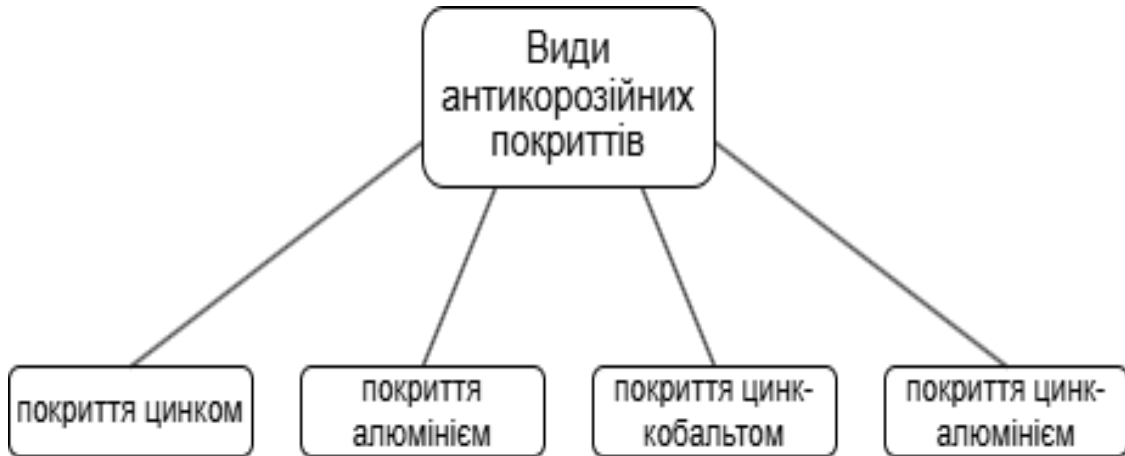 Види
антикорозійних
покриттів
покриття цинком
покриття
алюмінієм
покриття цинк-
кобальтом
покриття цинк-
алюмінієм